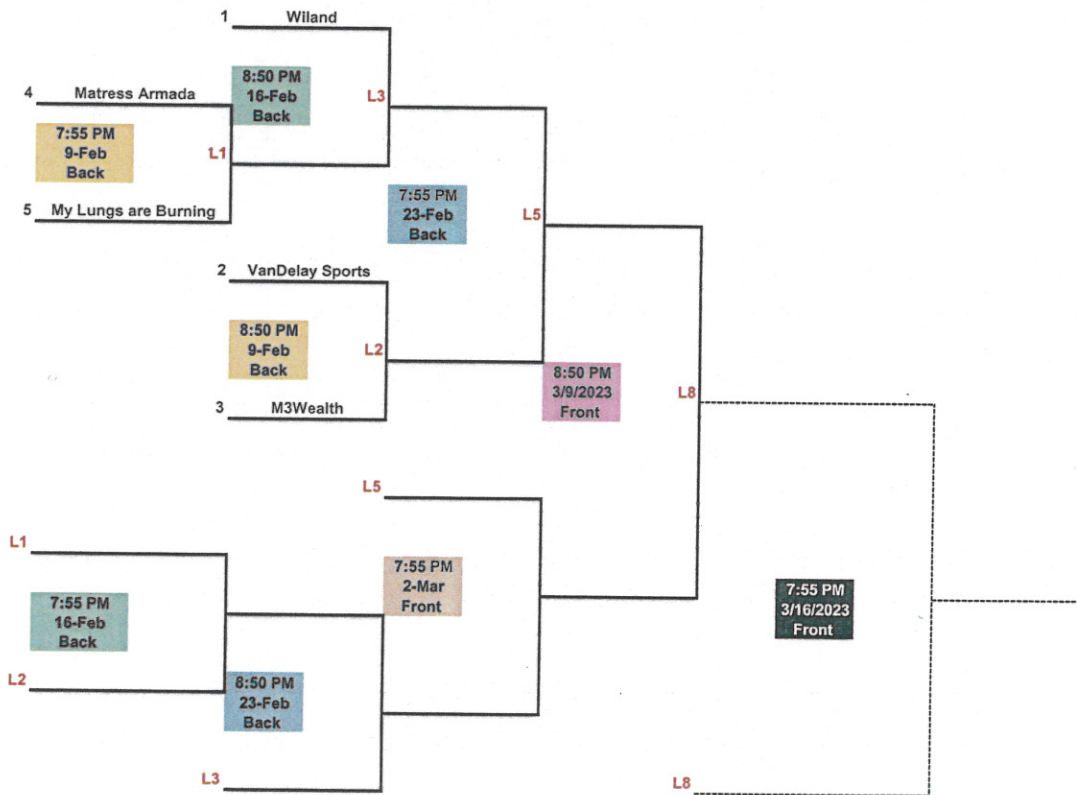 1 Wiland
8:50 PM
16-Feb
Back
L3
4 Matress Armada
7:55 PM
9-Feb
Back
L1
5 My Lungs are Burning
7:55 PM
23-Feb
Back
L5
2 VanDelay Sports
8:50 PM
9-Feb
Back
L2
3 M3Wealth
8:50 PM
3/9/2023
Front
L8
L5
L1
7:55 PM
2-Mar
Front
7:55 PM
16-Feb
Back
7:55 PM
3/16/2023
Front
L2
8:50 PM
23-Feb
Back
L3
L8